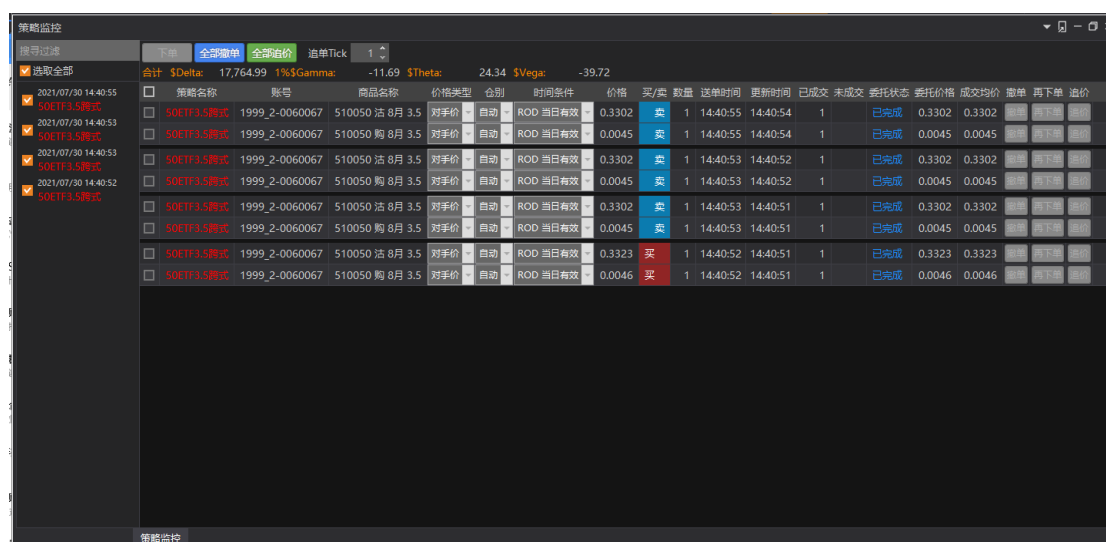 策略监控
搜寻过滤
下单 全部撤单 全部追价 追单Tick 1
选取全部
合计 $Delta: 17,764.99 1%$Gamma: -11.69 $Theta: 24.34 $Vega: -39.72
2021/07/30 14:40:55
50ETF3.5跨式
2021/07/30 14:40:53
50ETF3.5跨式
2021/07/30 14:40:53
50ETF3.5跨式
2021/07/30 14:40:52
50ETF3.5跨式
策略名称 账号 商品名称 价格类型 仓别 时间条件 价格 买/卖 数量 送单时间 更新时间 已成交 未成交 委托状态 委托价格 成交均价 撤单 再下单 追价
50ETF3.5跨式 1999_2-0060067 510050 沽 8月 3.5 对手价 自动 ROD 当日有效 0.3302 卖 1 14:40:55 14:40:54 1 已完成 0.3302 0.3302 撤单 再下单 追价
50ETF3.5跨式 1999_2-0060067 510050 购 8月 3.5 对手价 自动 ROD 当日有效 0.0045 卖 1 14:40:55 14:40:54 1 已完成 0.0045 0.0045 撤单 再下单 追价
50ETF3.5跨式 1999_2-0060067 510050 沽 8月 3.5 对手价 自动 ROD 当日有效 0.3302 卖 1 14:40:53 14:40:52 1 已完成 0.3302 0.3302 撤单 再下单 追价
50ETF3.5跨式 1999_2-0060067 510050 购 8月 3.5 对手价 自动 ROD 当日有效 0.0045 卖 1 14:40:53 14:40:52 1 已完成 0.0045 0.0045 撤单 再下单 追价
50ETF3.5跨式 1999_2-0060067 510050 沽 8月 3.5 对手价 自动 ROD 当日有效 0.3302 卖 1 14:40:53 14:40:51 1 已完成 0.3302 0.3302 撤单 再下单 追价
50ETF3.5跨式 1999_2-0060067 510050 购 8月 3.5 对手价 自动 ROD 当日有效 0.0045 卖 1 14:40:53 14:40:51 1 已完成 0.0045 0.0045 撤单 再下单 追价
50ETF3.5跨式 1999_2-0060067 510050 沽 8月 3.5 对手价 自动 ROD 当日有效 0.3323 买 1 14:40:52 14:40:51 1 已完成 0.3323 0.3323 撤单 再下单 追价
50ETF3.5跨式 1999_2-0060067 510050 购 8月 3.5 对手价 自动 ROD 当日有效 0.0046 买 1 14:40:52 14:40:51 1 已完成 0.0046 0.0046 撤单 再下单 追价
策略监控